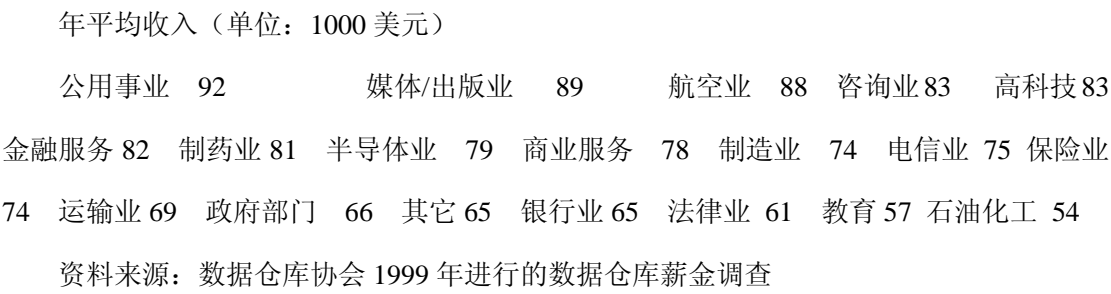 年平均收入（单位：1000 美元）
公用事业 92 媒体/出版业 89 航空业 88 咨询业 83 高科技 83
金融服务 82 制药业 81 半导体业 79 商业服务 78 制造业 74 电信业 75 保险业
74 运输业 69 政府部门 66 其它 65 银行业 65 法律业 61 教育 57 石油化工 54
资料来源：数据仓库协会 1999 年进行的数据仓库薪金调查